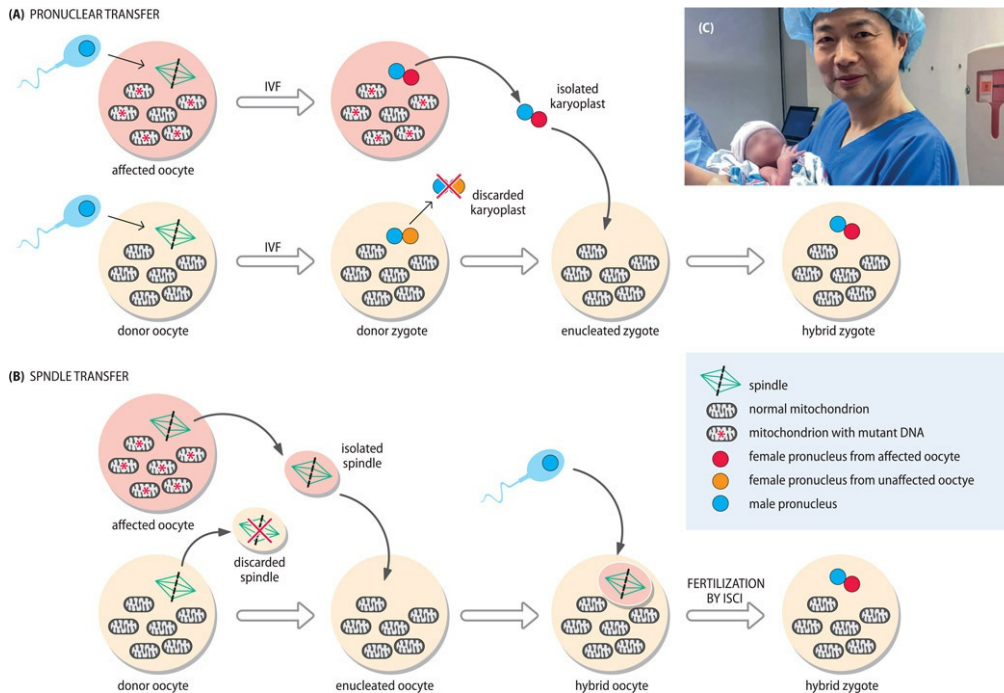 (A) PRONUCLEAR TRANSFER
(C)
IVF
isolated
karyoplast
affected oocyte
discarded
karyoplast
IVF
donor oocyte
donor zygote
enucleated zygote
hybrid zygote
(B) SPNDLE TRANSFER
spindle
normal mitochondrion
mitochondrion with mutant DNA
female pronucleus from affected oocyte
female pronucleus from unaffected ooctye
male pronucleus
isolated
spindle
affected oocyte
discarded
spindle
FERTILIZATION
BY ISCI
donor oocyte
enucleated oocyte
hybrid oocyte
hybrid zygote